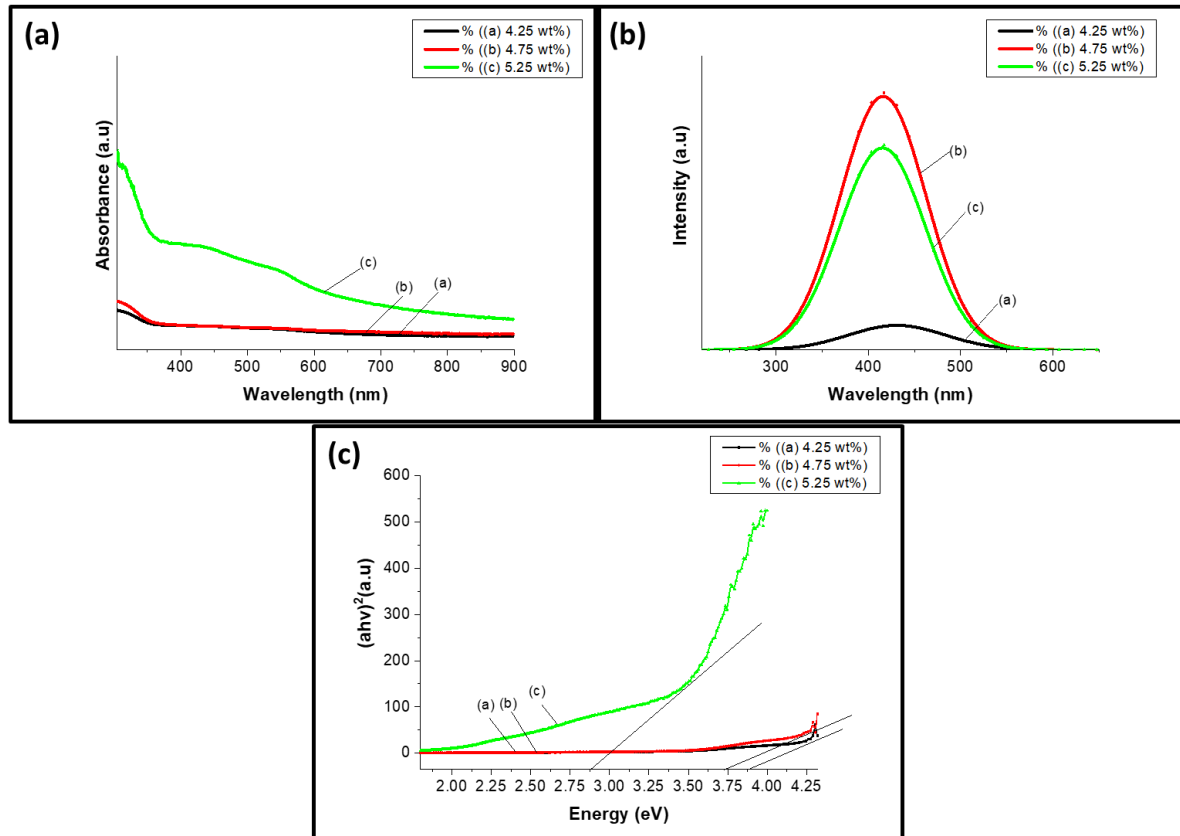 (a)
% ((a) 4.25 wt%)
% ((b) 4.75 wt%)
% ((c) 5.25 wt%)
Absorbance (a.u)
(c)
(b)
(a)
400 500 600 700 800 900
Wavelength (nm)
(b)
% ((a) 4.25 wt%)
% ((b) 4.75 wt%)
% ((c) 5.25 wt%)
Intensity (a.u)
(b)
(c)
(a)
300 400 500 600
Wavelength (nm)
(c)
% ((a) 4.25 wt%)
% ((b) 4.75 wt%)
% ((c) 5.25 wt%)
(ahv)²(a.u)
600
500
400
300
200
100
0
(a)
(b)
(c)
2.00 2.25 2.50 2.75 3.00 3.25 3.50 3.75 4.00 4.25
Energy (eV)